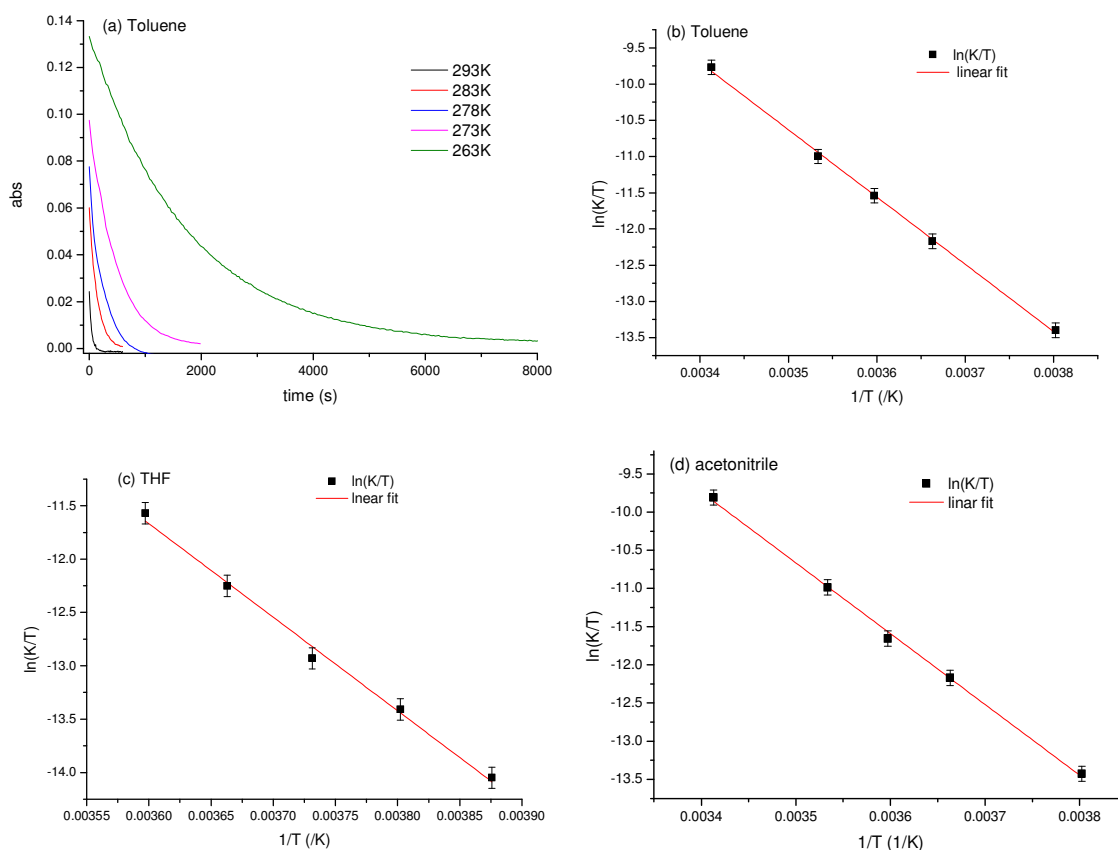 (a) Toluene
0.14
0.12
0.10
0.08
0.06
0.04
0.02
0.00
abs
293K
283K
278K
273K
263K
0
2000
4000
6000
8000
time (s)
(b) Toluene
-9.5
-10.0
-10.5
-11.0
-11.5
-12.0
-12.5
-13.0
-13.5
ln(K/T)
ln(K/T)
linear fit
0.0034
0.0035
0.0036
0.0037
0.0038
1/T (/K)
(c) THF
-11.5
-12.0
-12.5
-13.0
-13.5
-14.0
ln(K/T)
ln(K/T)
lnear fit
0.00355
0.00360
0.00365
0.00370
0.00375
0.00380
0.00385
0.00390
1/T (/K)
(d) acetonitrile
-9.5
-10.0
-10.5
-11.0
-11.5
-12.0
-12.5
-13.0
-13.5
ln(K/T)
ln(K/T)
linar fit
0.0034
0.0035
0.0036
0.0037
0.0038
1/T (1/K)